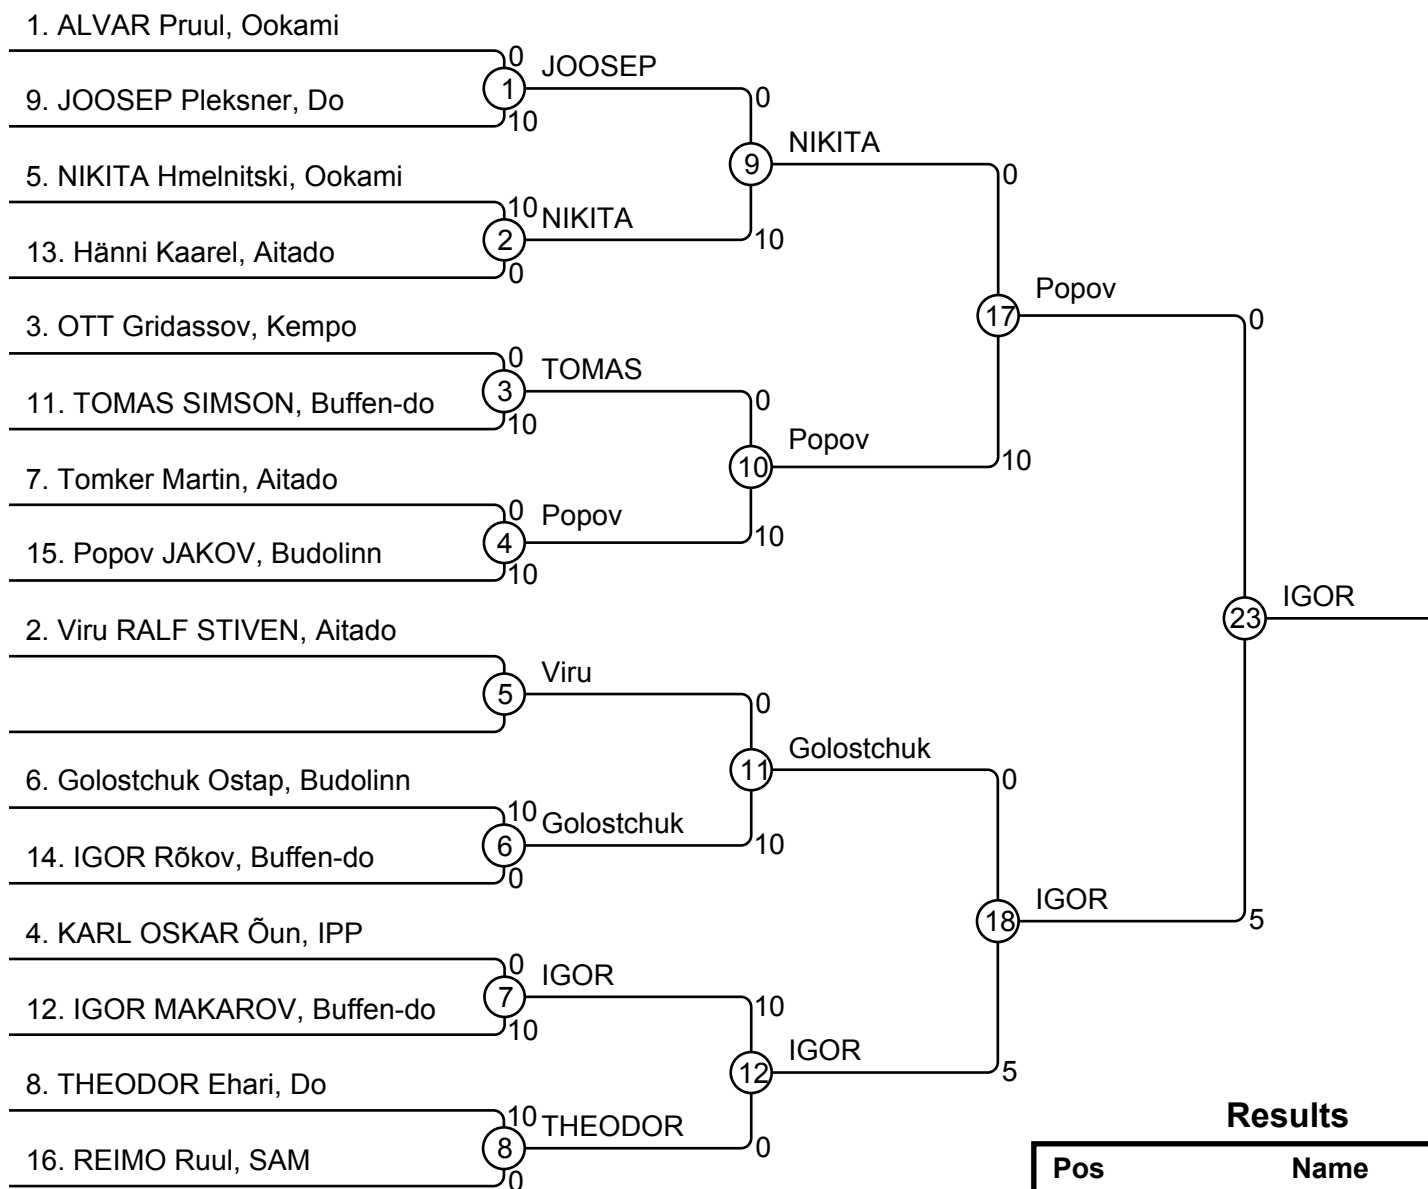 1. ALVAR Pruul, Ookami
0
JOOSEP
1
0
9. JOOSEP Pleksner, Do
10
NIKITA
9
0
5. NIKITA Hmelnitski, Ookami
10
NIKITA
2
10
13. Hänni Kaarel, Aitado
0
Popov
17
0
3. OTT Gridassov, Kempo
0
TOMAS
3
0
11. TOMAS SIMSON, Buffen-do
10
Popov
10
10
7. Tomker Martin, Aitado
0
Popov
4
10
15. Popov JAKOV, Budolinn
10
IGOR
23
2. Viru RALF STIVEN, Aitado
Viru
5
0
Golostchuk
11
0
6. Golostchuk Ostap, Budolinn
10
Golostchuk
6
10
14. IGOR Rõkov, Buffen-do
0
IGOR
18
5
4. KARL OSKAR Õun, IPP
0
IGOR
7
10
12. IGOR MAKAROV, Buffen-do
10
IGOR
12
5
8. THEODOR Ehari, Do
10
THEODOR
8
0
16. REIMO Ruul, SAM
0
Results
Pos Name